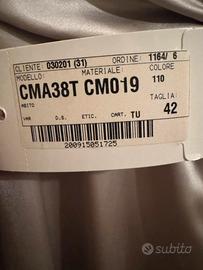 CLIENTE: 030201 (31) ORDINE: 1164/ 6
MODELLO: MATERIALE: COLORE
CMA38T CM019 110
ABITO TAGLIA:
VAR D.S. ETIC. CART. TU 42
200915051725
subito